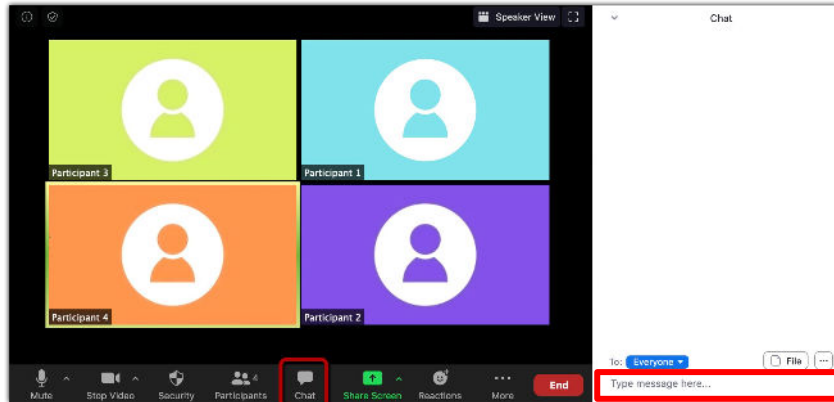 Speaker View
Chat
Participant 3
Participant 1
Participant 4
Participant 2
To: Everyone
File
Type message here...
4
Mute
Stop Video
Security
Participants
Chat
Share Screen
Reactions
More
End